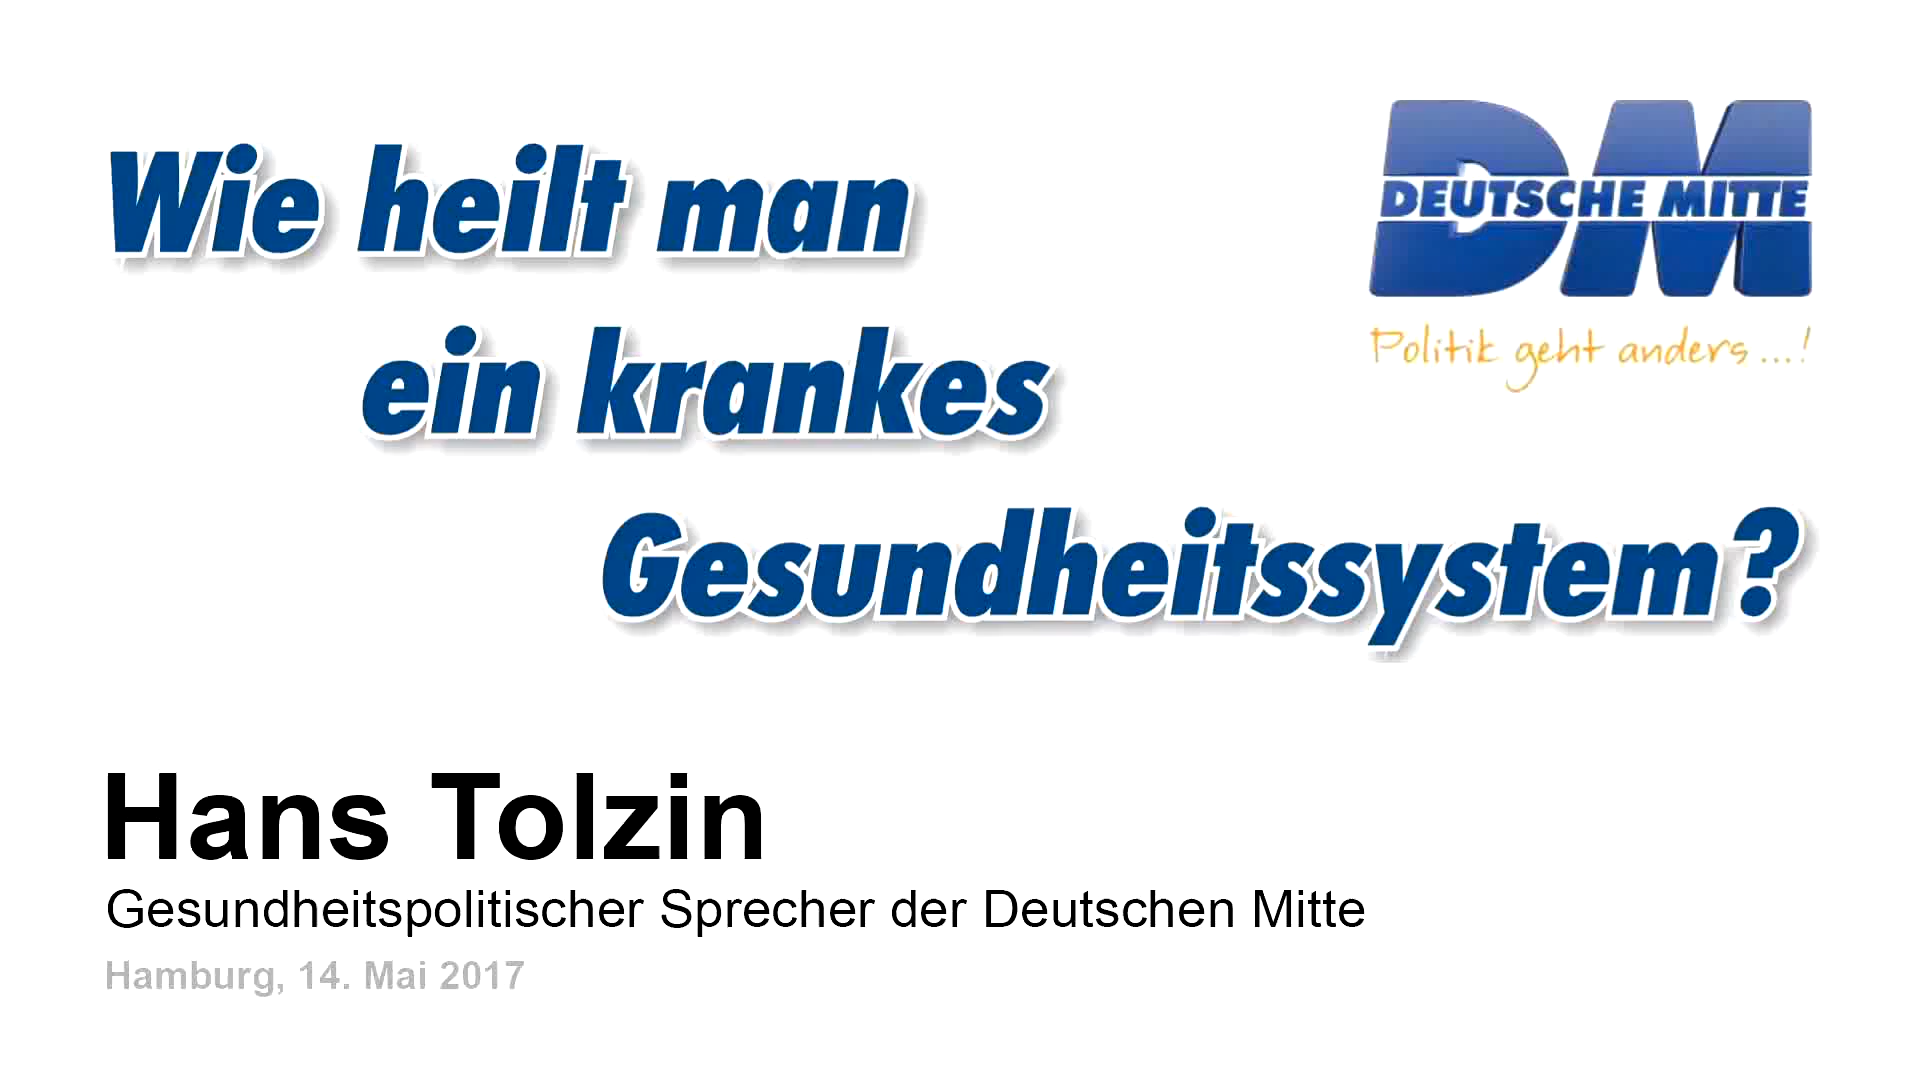 Wie heilt man
ein krankes
Gesundheitssystem?
DM
DEUTSCHE MITTE
Politik geht anders...!
Hans Tolzin
Gesundheitspolitischer Sprecher der Deutschen Mitte
Hamburg, 14. Mai 2017